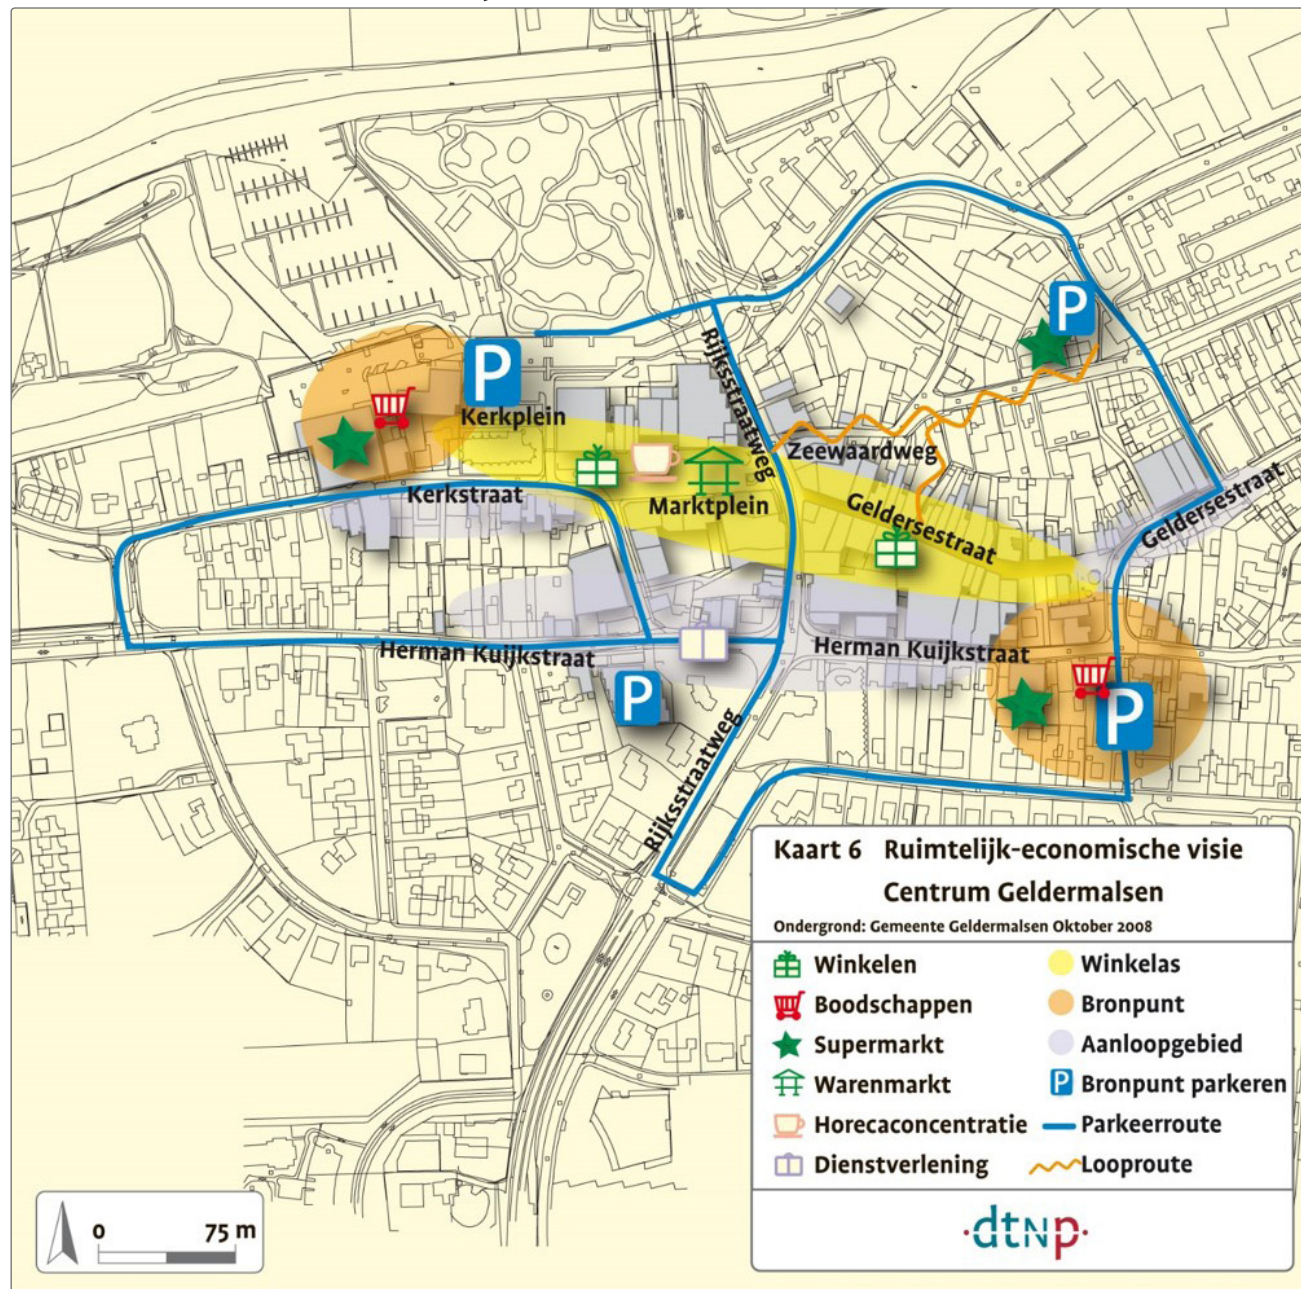 P
Rijksstraatweg
P
Kerkplein
Zeewaardweg
Kerkstraat
Marktplein
Geldersestraat
Geldersestraat
Herman Kuijkstraat
Herman Kuijkstraat
P
P
Rijksstraatweg
Kaart 6 Ruimtelijk-economische visie
Centrum Geldermalsen
Ondergrond: Gemeente Geldermalsen Oktober 2008
Winkelen
Winkelas
Boodschappen
Bronpunt
Supermarkt
Aanloopgebied
Warenmarkt
P Bronpunt parkeren
Horecaconcentratie
Parkeerroute
Dienstverlening
Looproute
0 75 m
·dtnp·